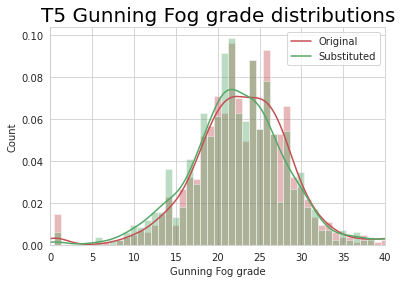 T5 Gunning Fog grade distributions
Original
Substituted
Count
0.10
0.08
0.06
0.04
0.02
0.00
0 5 10 15 20 25 30 35 40
Gunning Fog grade